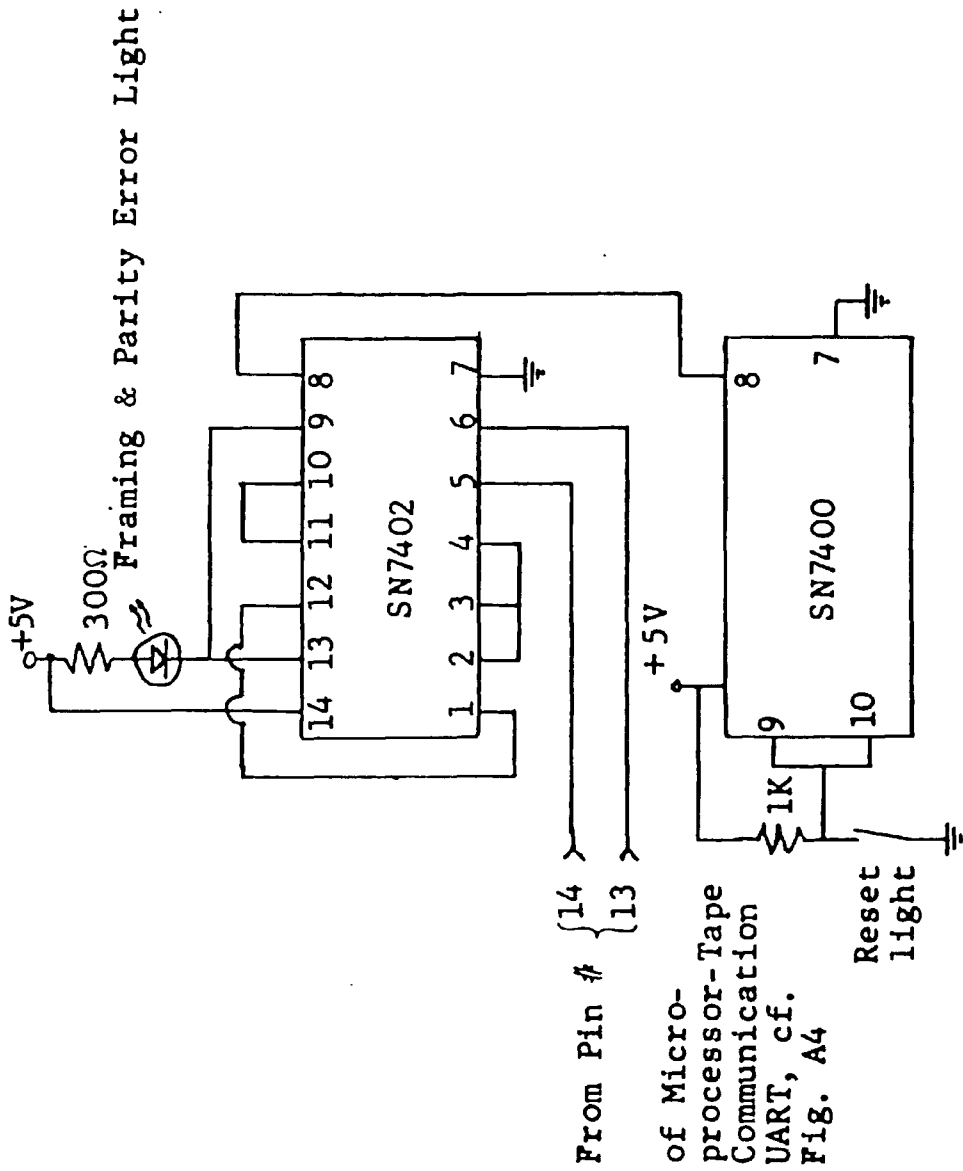 +5V
300Ω
Framing & Parity Error Light
14 13 12 11 10 9 8
SN7402
1 2 3 4 5 6 7
From Pin # {14
{13
of Micro-
processor-Tape
Communication
UART, cf.
Fig. A4
+5V
1K
Reset
light
9
10
8
7
SN7400